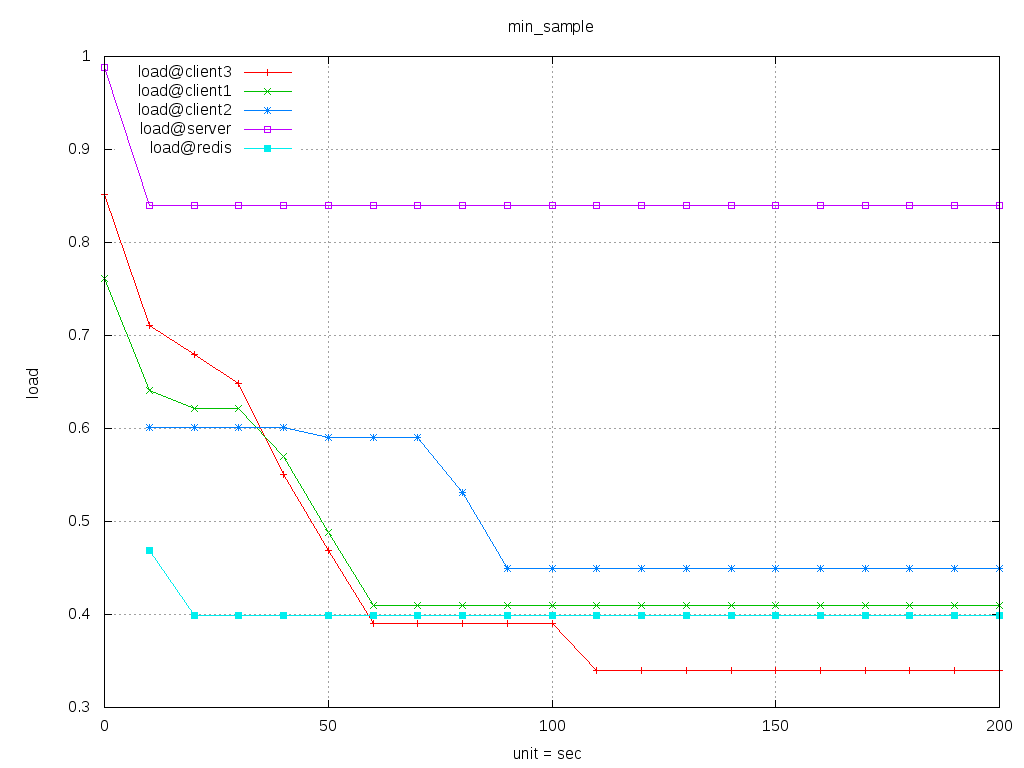 min_sample
load@client3
load@client1
load@client2
load@server
load@redis
1
0.9
0.8
0.7
0.6
0.5
0.4
0.3
load
0 50 100 150 200
unit = sec